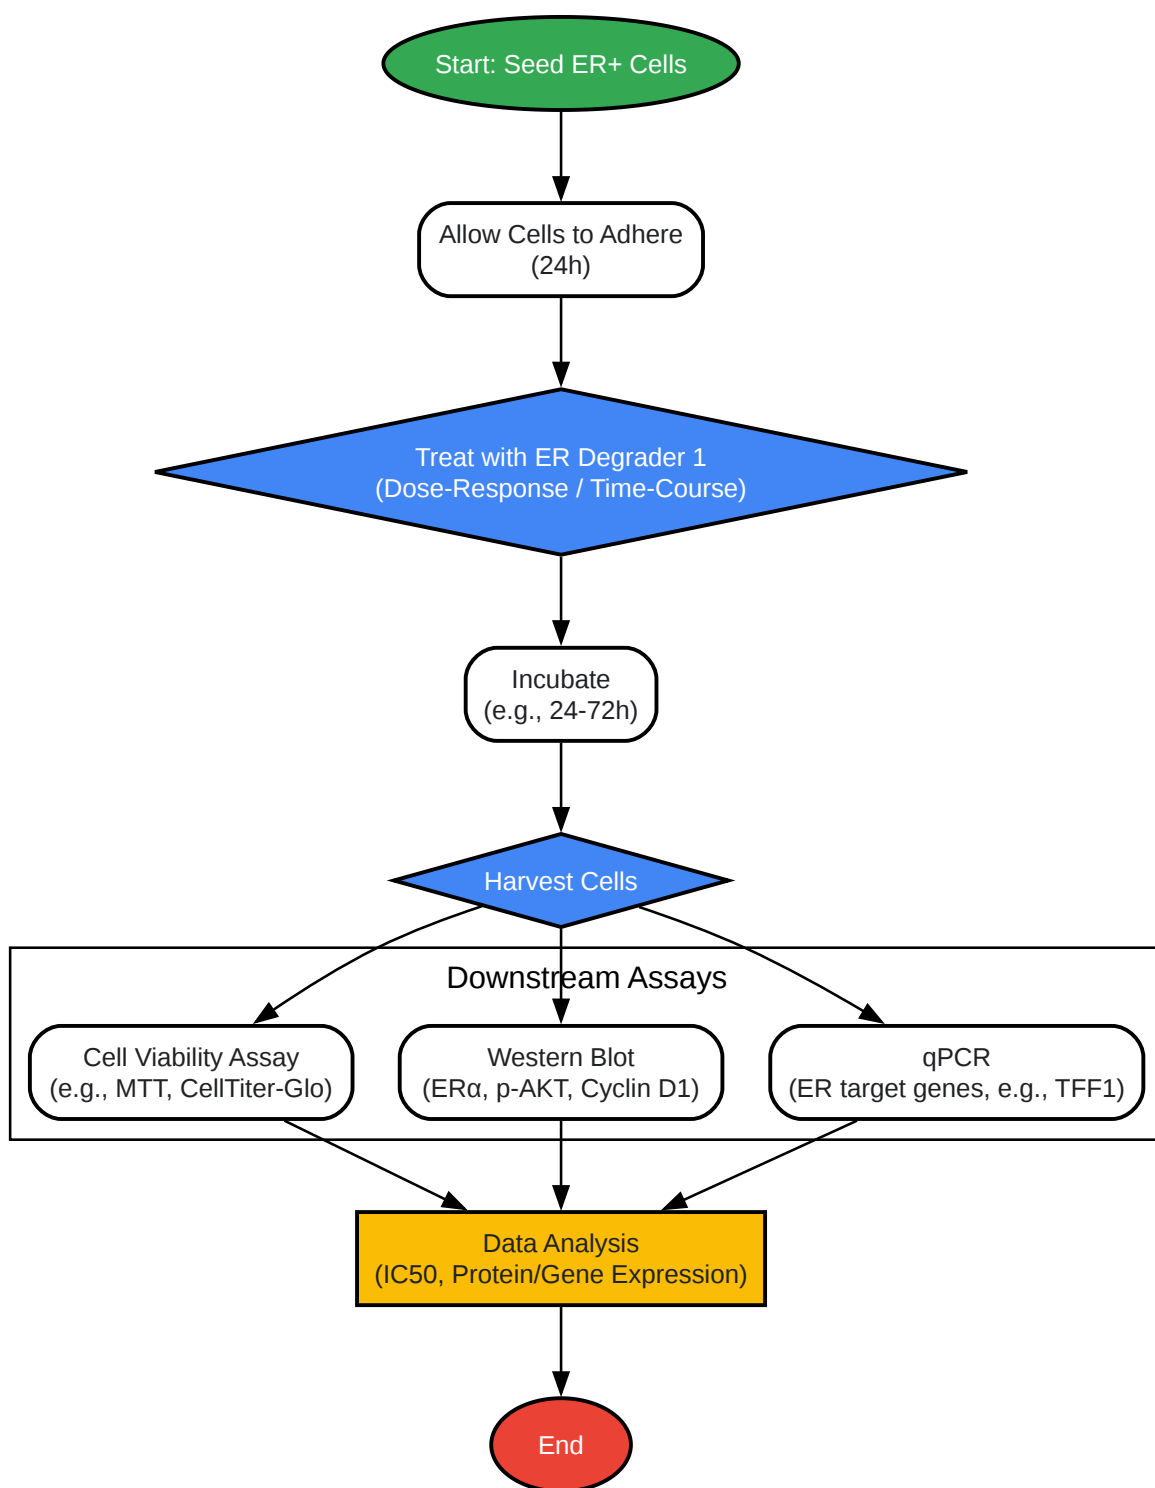 Start: Seed ER+ Cells
Allow Cells to Adhere
(24h)
Treat with ER Degrader 1
(Dose-Response / Time-Course)
Incubate
(e.g., 24-72h)
Harvest Cells
Downstream Assays
Cell Viability Assay
(e.g., MTT, CellTiter-Glo)
Western Blot
(ERα, p-AKT, Cyclin D1)
qPCR
(ER target genes, e.g., TFF1)
Data Analysis
(IC50, Protein/Gene Expression)
End